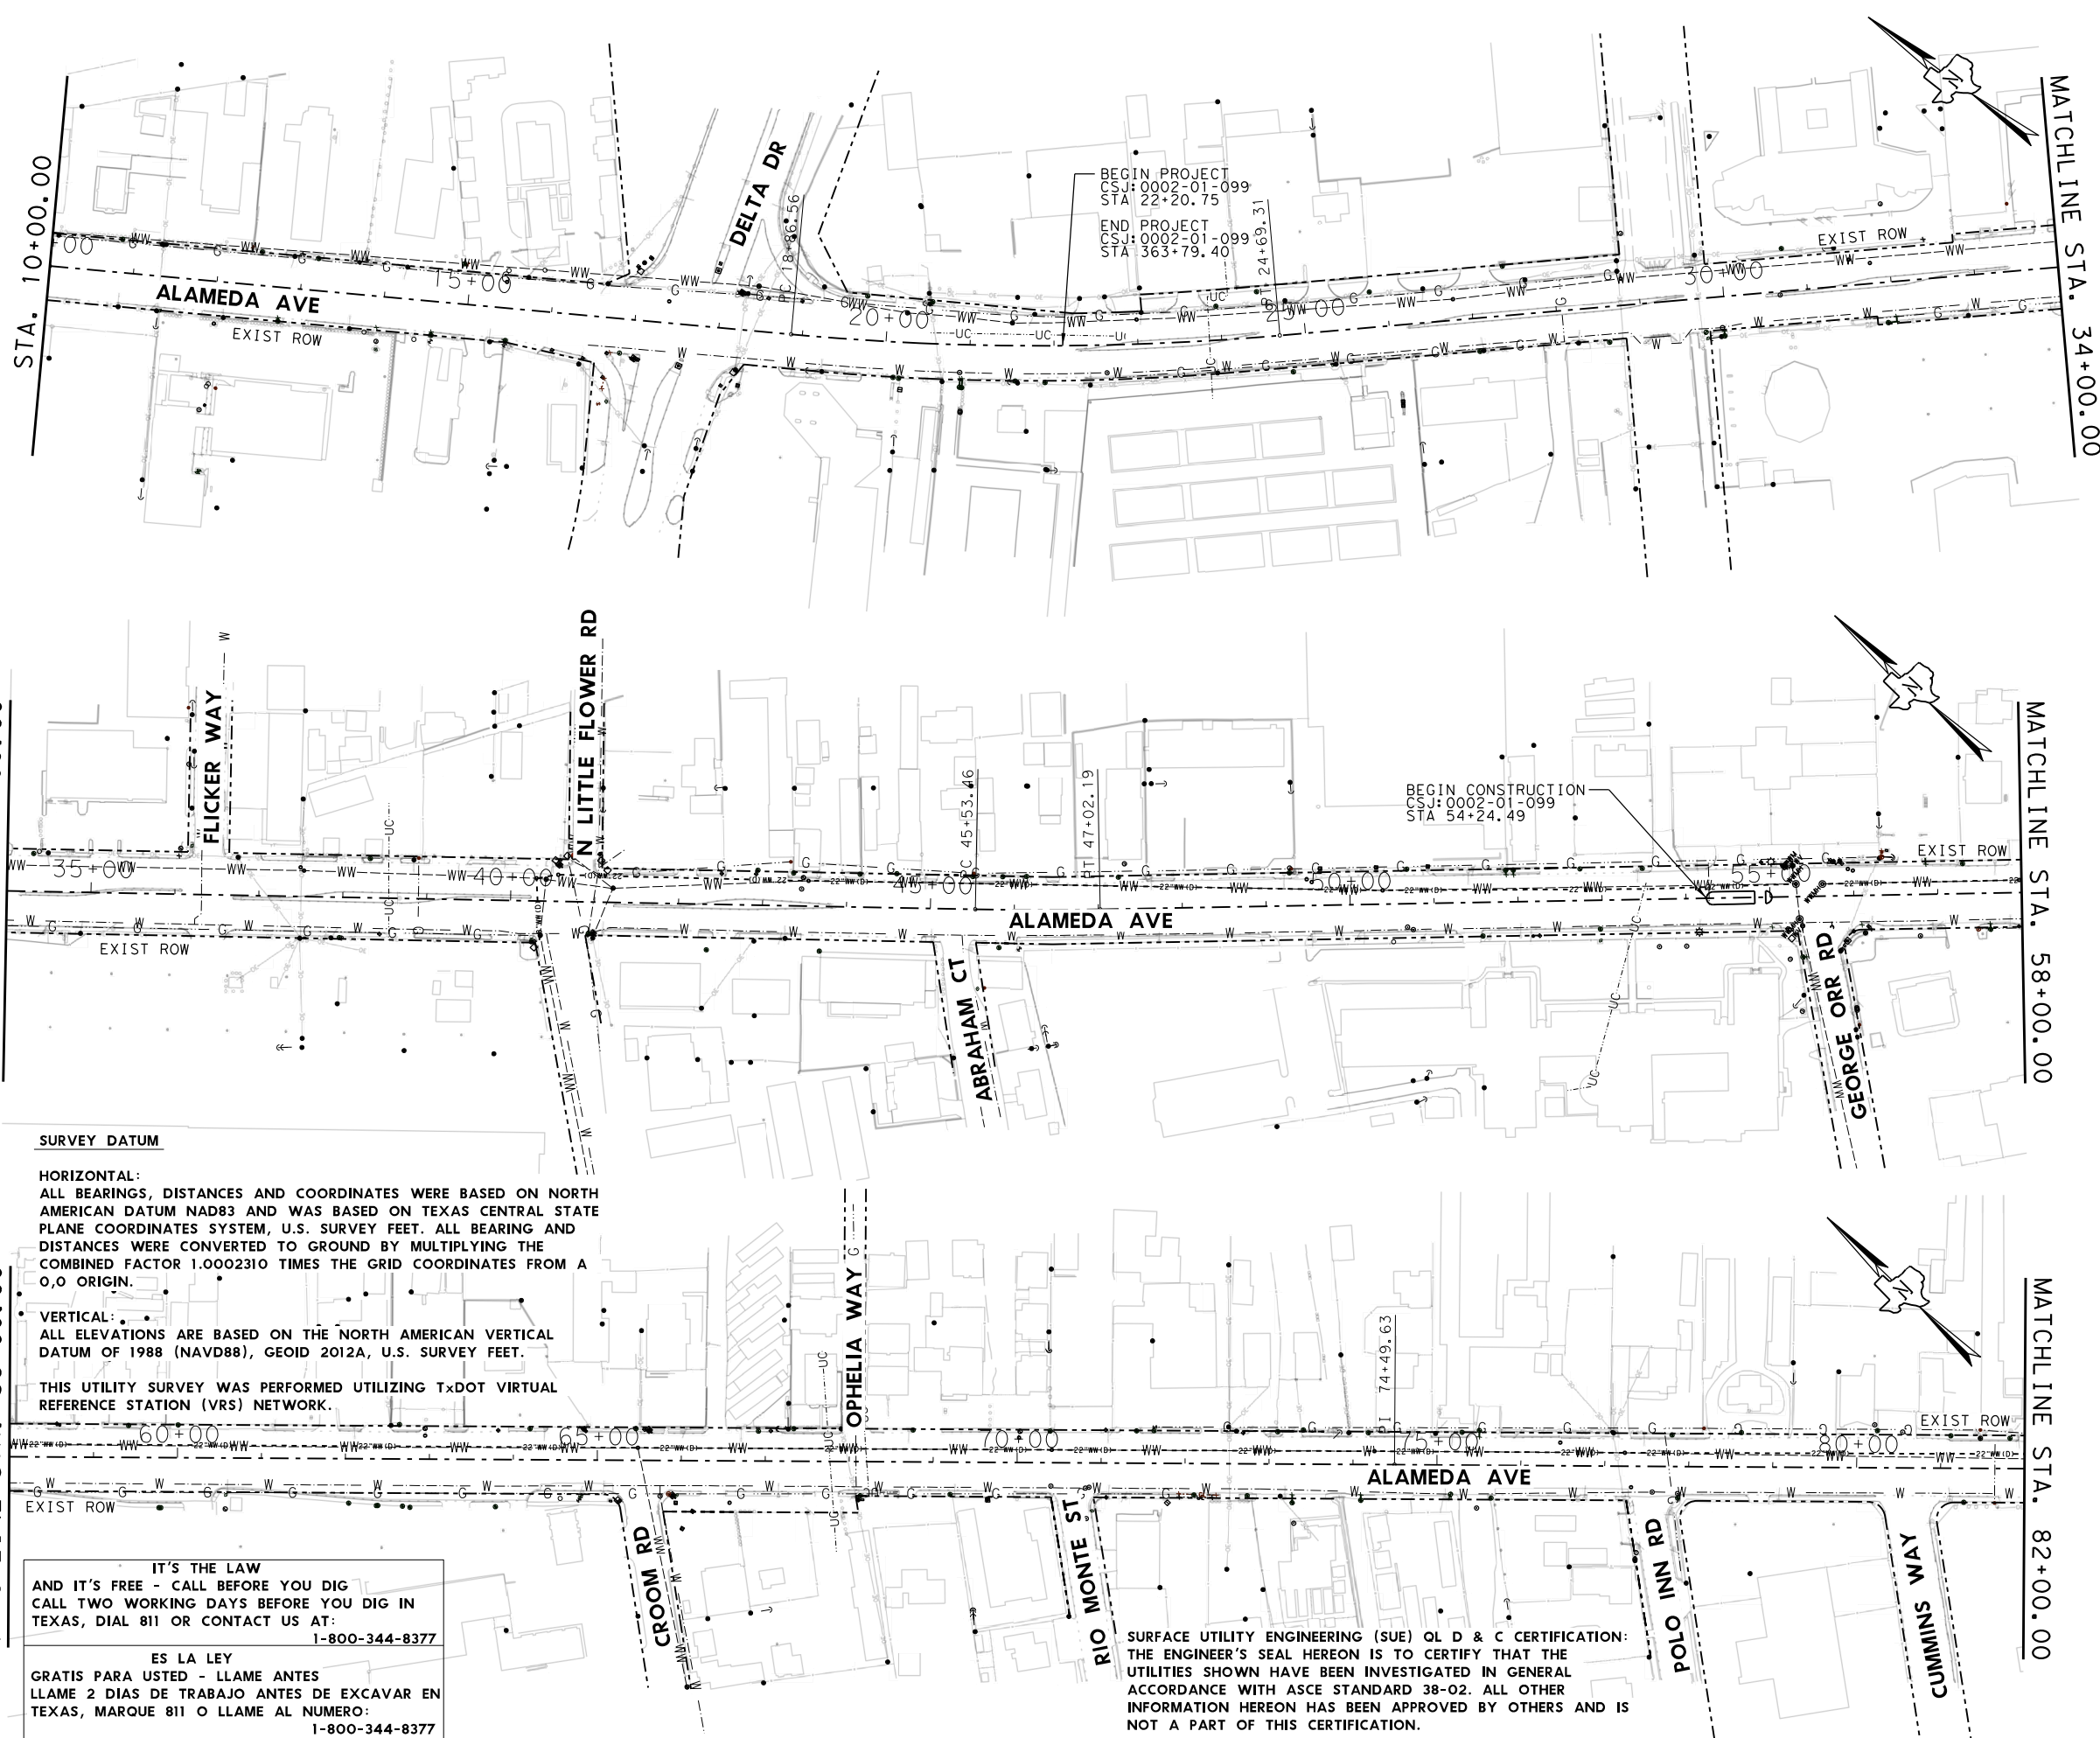 STA. 10+00.00
ALAMEDA AVE
EXIST ROW
15+00
DELTA DR
PC 18+86.56
20+00
BEGIN PROJECT
CSJ:0002-01-099
STA 22+20.75
END PROJECT
CSJ:0002-01-099
STA 363+79.40
PT 24+69.31
25+00
30+00
EXIST ROW
MATCHLINE STA. 34+00.00
N
FLICKER WAY
35+00
EXIST ROW
N LITTLE FLOWER RD
40+00
PC 45+53.46
45+00
PT 47+02.19
ALAMEDA AVE
ABRAHAM CT
50+00
BEGIN CONSTRUCTION
CSJ:0002-01-099
STA 54+24.49
55+00
GEORGE ORR RD
EXIST ROW
MATCHLINE STA. 58+00.00
N
SURVEY DATUM
HORIZONTAL:
ALL BEARINGS, DISTANCES AND COORDINATES WERE BASED ON NORTH
AMERICAN DATUM NAD83 AND WAS BASED ON TEXAS CENTRAL STATE
PLANE COORDINATES SYSTEM, U.S. SURVEY FEET. ALL BEARING AND
DISTANCES WERE CONVERTED TO GROUND BY MULTIPLYING THE
COMBINED FACTOR 1.0002310 TIMES THE GRID COORDINATES FROM A
0,0 ORIGIN.
VERTICAL:
ALL ELEVATIONS ARE BASED ON THE NORTH AMERICAN VERTICAL
DATUM OF 1988 (NAVD88), GEOID 2012A, U.S. SURVEY FEET.
THIS UTILITY SURVEY WAS PERFORMED UTILIZING TxDOT VIRTUAL
REFERENCE STATION (VRS) NETWORK.
60+00
EXIST ROW
65+00
CROOM RD
OPHELIA WAY
70+00
RIO MONTE ST
PI 74+49.63
75+00
ALAMEDA AVE
POLO INN RD
80+00
CUMMINS WAY
EXIST ROW
MATCHLINE STA. 82+00.00
N
IT'S THE LAW
AND IT'S FREE - CALL BEFORE YOU DIG
CALL TWO WORKING DAYS BEFORE YOU DIG IN
TEXAS, DIAL 811 OR CONTACT US AT:
1-800-344-8377
ES LA LEY
GRATIS PARA USTED - LLAME ANTES
LLAME 2 DIAS DE TRABAJO ANTES DE EXCAVAR EN
TEXAS, MARQUE 811 O LLAME AL NUMERO:
1-800-344-8377
SURFACE UTILITY ENGINEERING (SUE) QL D & C CERTIFICATION:
THE ENGINEER'S SEAL HEREON IS TO CERTIFY THAT THE
UTILITIES SHOWN HAVE BEEN INVESTIGATED IN GENERAL
ACCORDANCE WITH ASCE STANDARD 38-02. ALL OTHER
INFORMATION HEREON HAS BEEN APPROVED BY OTHERS AND IS
NOT A PART OF THIS CERTIFICATION.